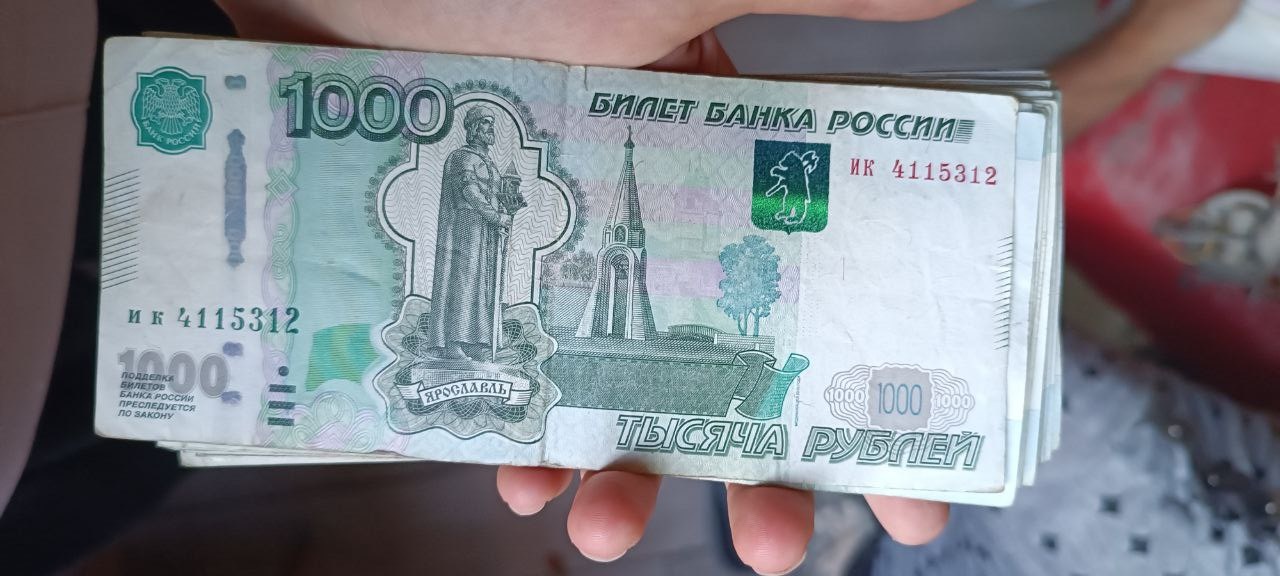 БАНК РОССИИ
1000
БИЛЕТ БАНКА РОССИИ
ИК 4115312
ИК 4115312
1000
ПОДДЕЛКА
БИЛЕТОВ
БАНКА РОССИИ
ПРЕСЛЕДУЕТСЯ
ПО ЗАКОНУ
ЯРОСЛАВЛЬ
1000 1000 1000
ТЫСЯЧА РУБЛЕЙ